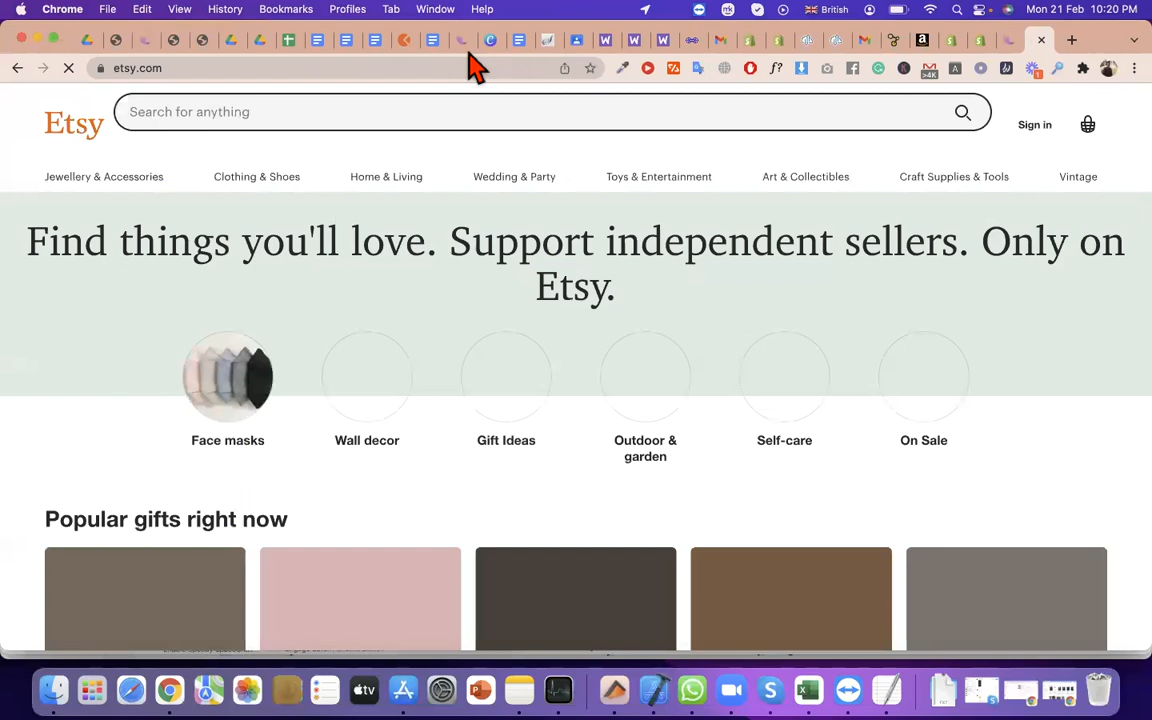 Chrome File Edit View History Bookmarks Profiles Tab Window Help British Mon 21 Feb 10:20 PM
etsy.com
Etsy Search for anything Sign in
Jewellery & Accessories Clothing & Shoes Home & Living Wedding & Party Toys & Entertainment Art & Collectibles Craft Supplies & Tools Vintage
Find things you'll love. Support independent sellers. Only on
Etsy.
Face masks Wall decor Gift Ideas Outdoor & Self-care On Sale
garden
Popular gifts right now